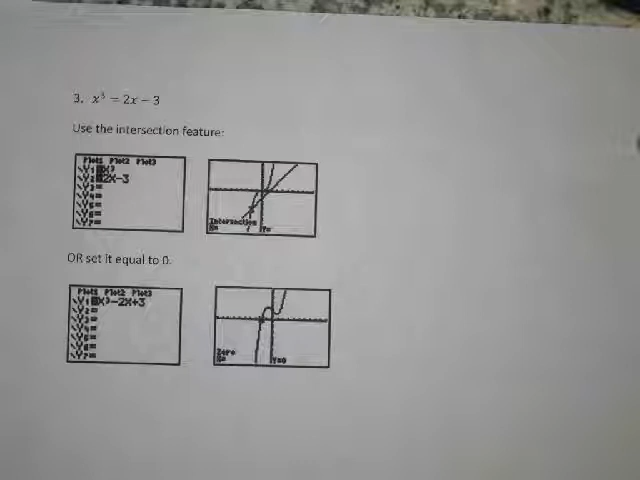 3. x³ = 2x – 3
Use the intersection feature:
Plot1 Plot2 Plot3
\Y1=X³
\Y2=2X-3
\Y3=
\Y4=
\Y5=
\Y6=
\Y7=
Intersection
X= Y=
OR set it equal to 0.
Plot1 Plot2 Plot3
\Y1=X³-2X+3
\Y2=
\Y3=
\Y4=
\Y5=
\Y6=
\Y7=
Zero
X= Y=0